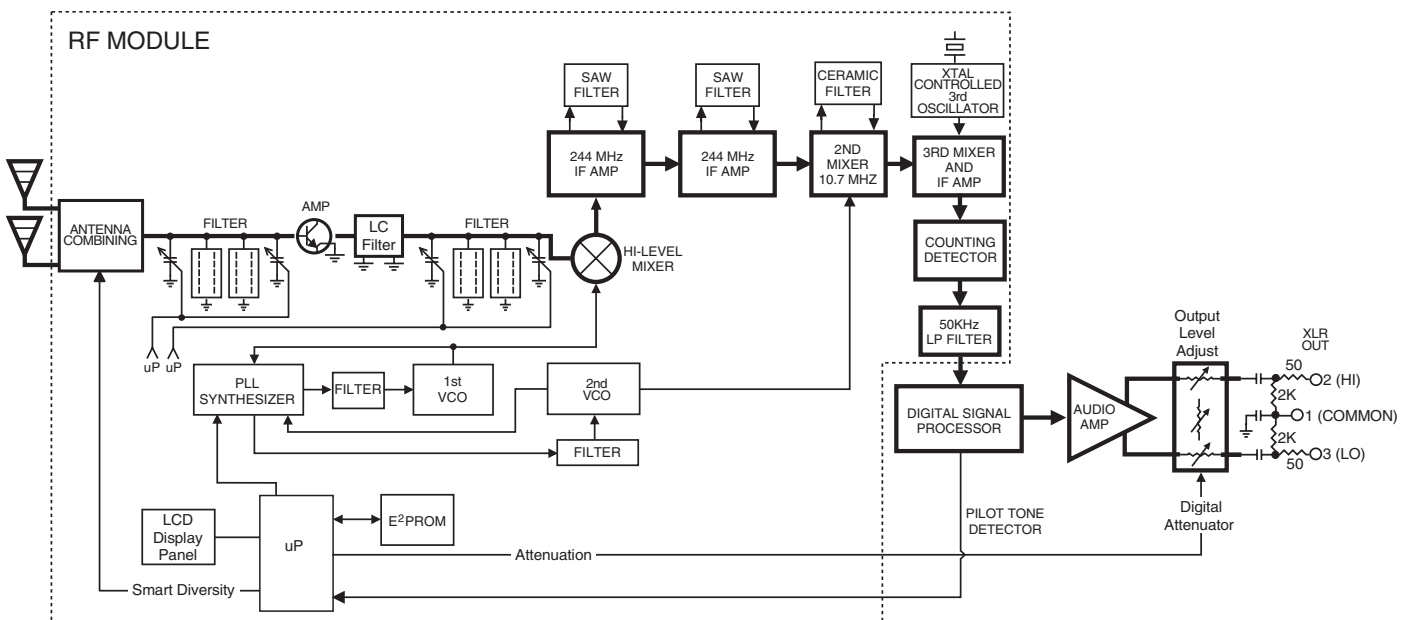 RF MODULE
SAW
FILTER
SAW
FILTER
CERAMIC
FILTER
XTAL
CONTROLLED
3rd
OSCILLATOR
244 MHz
IF AMP
244 MHz
IF AMP
2ND
MIXER
10.7 MHZ
3RD MIXER
AND
IF AMP
ANTENNA
COMBINING
FILTER
AMP
LC
Filter
FILTER
HI-LEVEL
MIXER
COUNTING
DETECTOR
50KHz
LP FILTER
uP
uP
PLL
SYNTHESIZER
FILTER
1st
VCO
2nd
VCO
FILTER
DIGITAL SIGNAL
PROCESSOR
AUDIO
AMP
Output
Level
Adjust
XLR
OUT
50
2 (HI)
2K
1 (COMMON)
2K
3 (LO)
50
Digital
Attenuator
PILOT TONE
DETECTOR
LCD
Display
Panel
uP
E²PROM
Attenuation
Smart Diversity